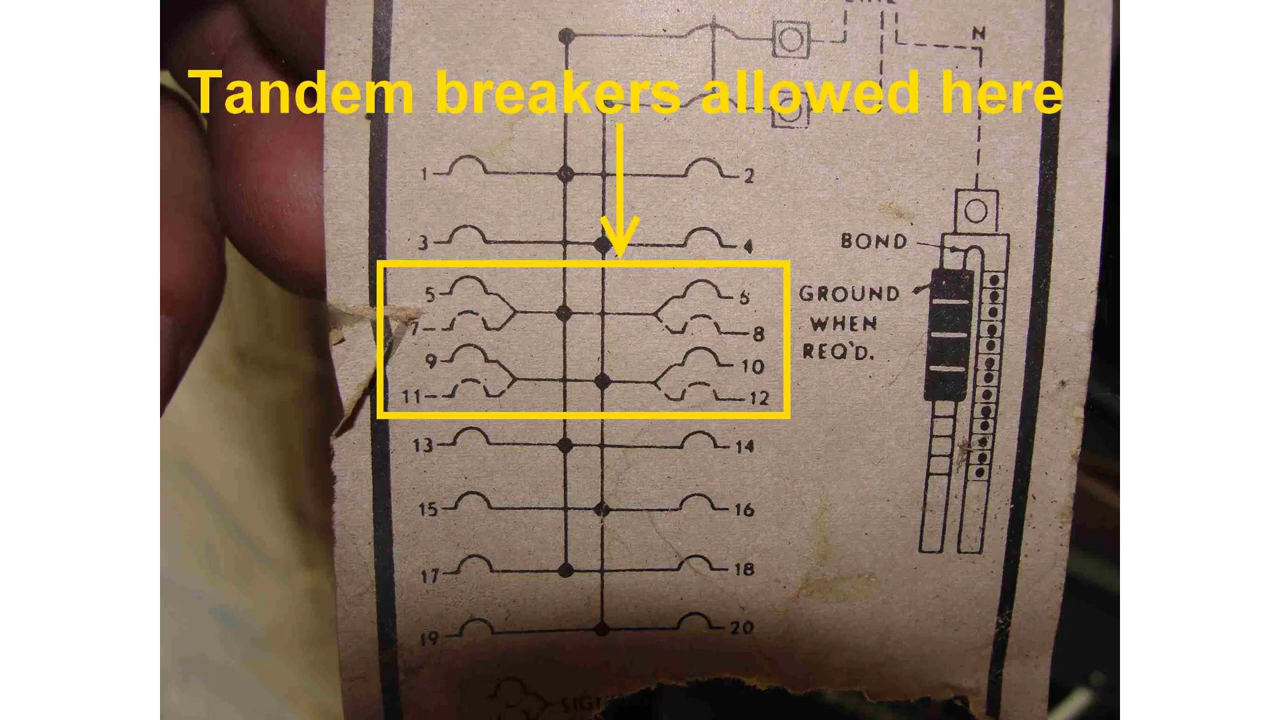 N
Tandem breakers allowed here
1 2
3 4
BOND
5 6
GROUND
WHEN
REQ'D.
7 8
9 10
11 12
13 14
15 16
17 18
19 20